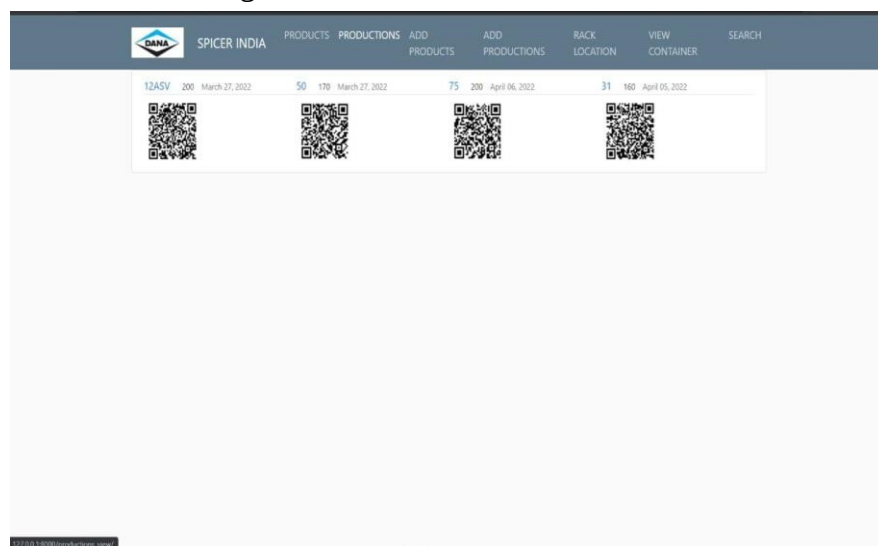 DANA
SPICER INDIA
PRODUCTS PRODUCTIONS ADD PRODUCTS ADD PRODUCTIONS RACK LOCATION VIEW CONTAINER SEARCH
12ASV 200 March 27, 2022 50 170 March 27, 2022 75 200 April 06, 2022 31 160 April 05, 2022
127.0.0.1:8000/productions_view/